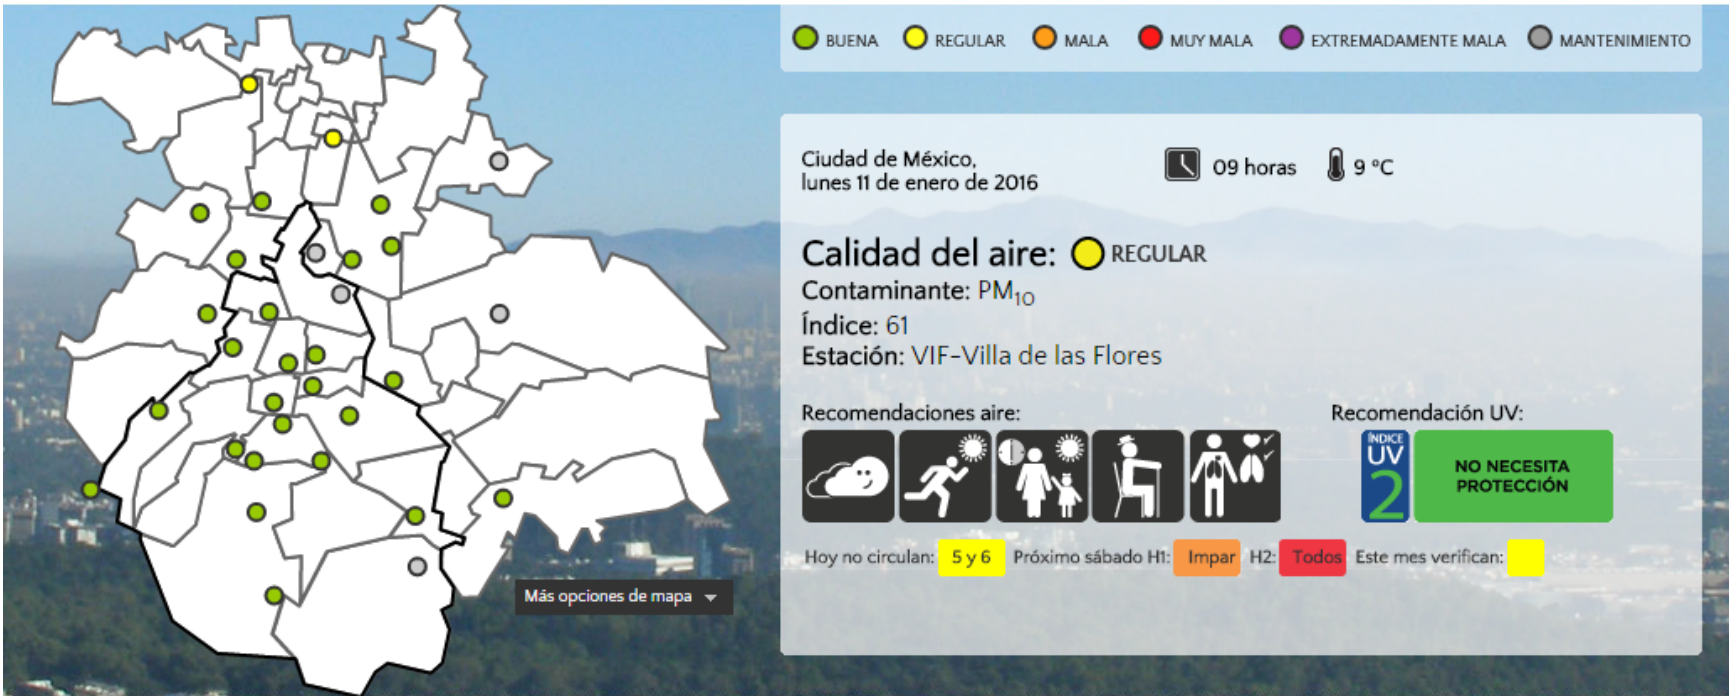 BUENA REGULAR MALA MUY MALA EXTREMADAMENTE MALA MANTENIMIENTO
Ciudad de México,
lunes 11 de enero de 2016
09 horas 9 °C
Calidad del aire: REGULAR
Contaminante: PM₁₀
Índice: 61
Estación: VIF-Villa de las Flores
Recomendaciones aire:
Recomendación UV:
ÍNDICE
UV
2
NO NECESITA
PROTECCIÓN
Hoy no circulan: 5 y 6 Próximo sábado H1: Impar H2: Todos Este mes verifican:
Más opciones de mapa